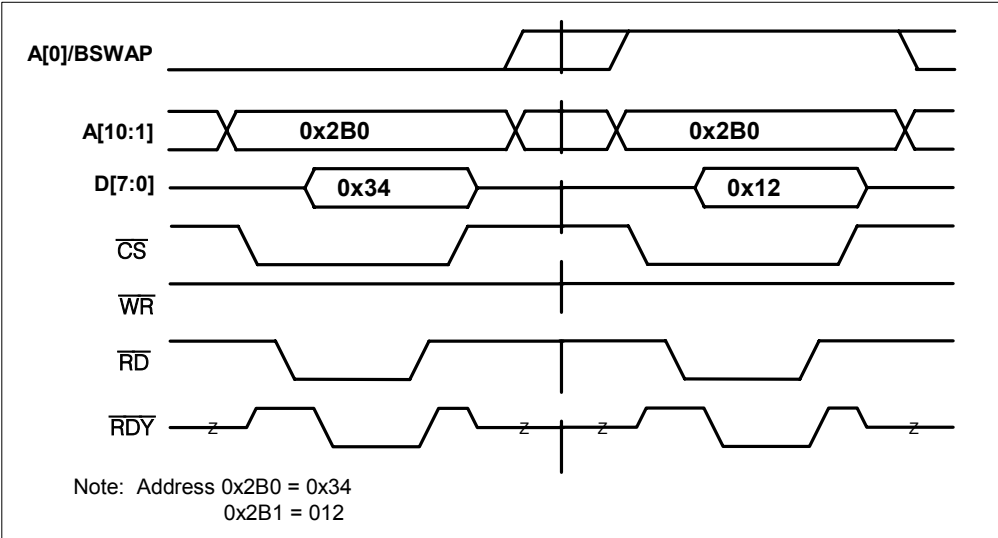 A[0]/BSWAP
A[10:1] 0x2B0 0x2B0
D[7:0] 0x34 0x12
CS
WR
RD
RDY Z Z Z Z
Note: Address 0x2B0 = 0x34
0x2B1 = 012